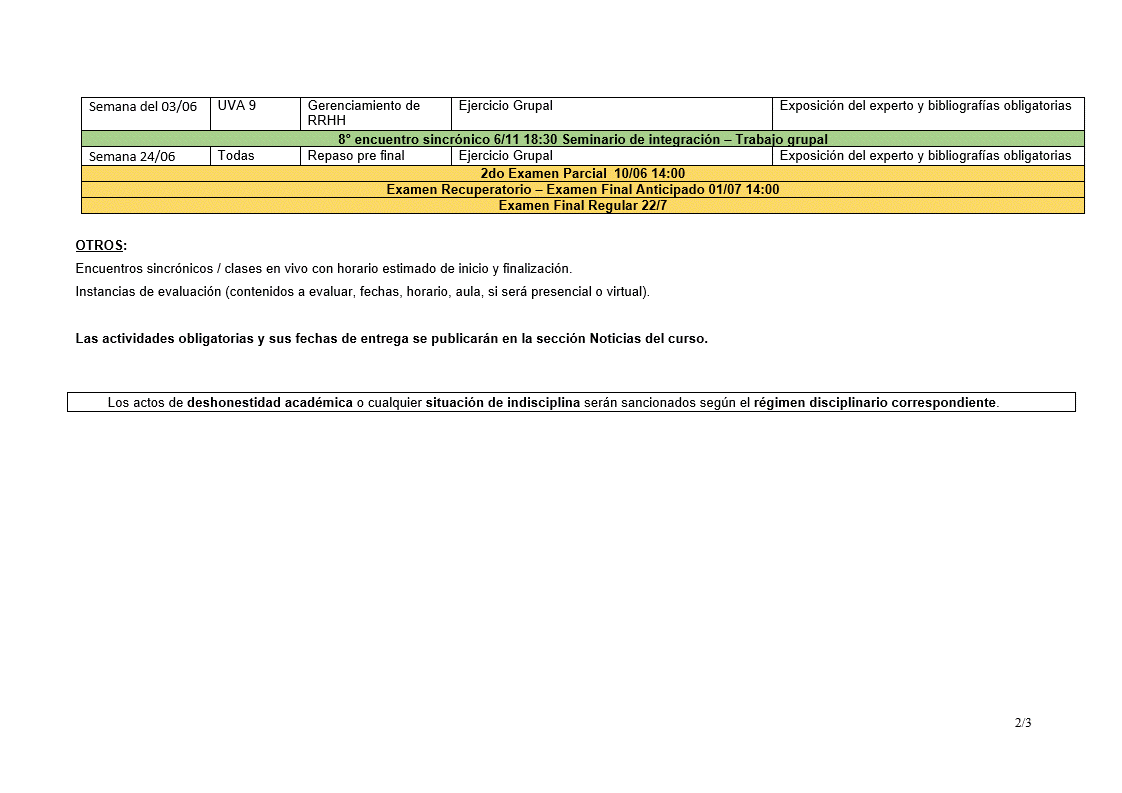 Semana del 03/06 UVA 9 Gerenciamiento de RRHH Ejercicio Grupal Exposición del experto y bibliografías obligatorias
8° encuentro sincrónico 6/11 18:30 Seminario de integración – Trabajo grupal
Semana 24/06 Todas Repaso pre final Ejercicio Grupal Exposición del experto y bibliografías obligatorias
2do Examen Parcial 10/06 14:00
Examen Recuperatorio – Examen Final Anticipado 01/07 14:00
Examen Final Regular 22/7
OTROS:
Encuentros sincrónicos / clases en vivo con horario estimado de inicio y finalización.
Instancias de evaluación (contenidos a evaluar, fechas, horario, aula, si será presencial o virtual).
Las actividades obligatorias y sus fechas de entrega se publicarán en la sección Noticias del curso.
Los actos de deshonestidad académica o cualquier situación de indisciplina serán sancionados según el régimen disciplinario correspondiente.
2/3